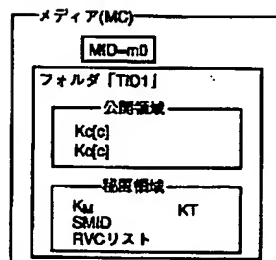 メディア(MC)
MID=m0
フォルダ「TID1」
公開領域
Kc[c]
Kc[c]
秘匿領域
KM KT
SMID
RVCリスト